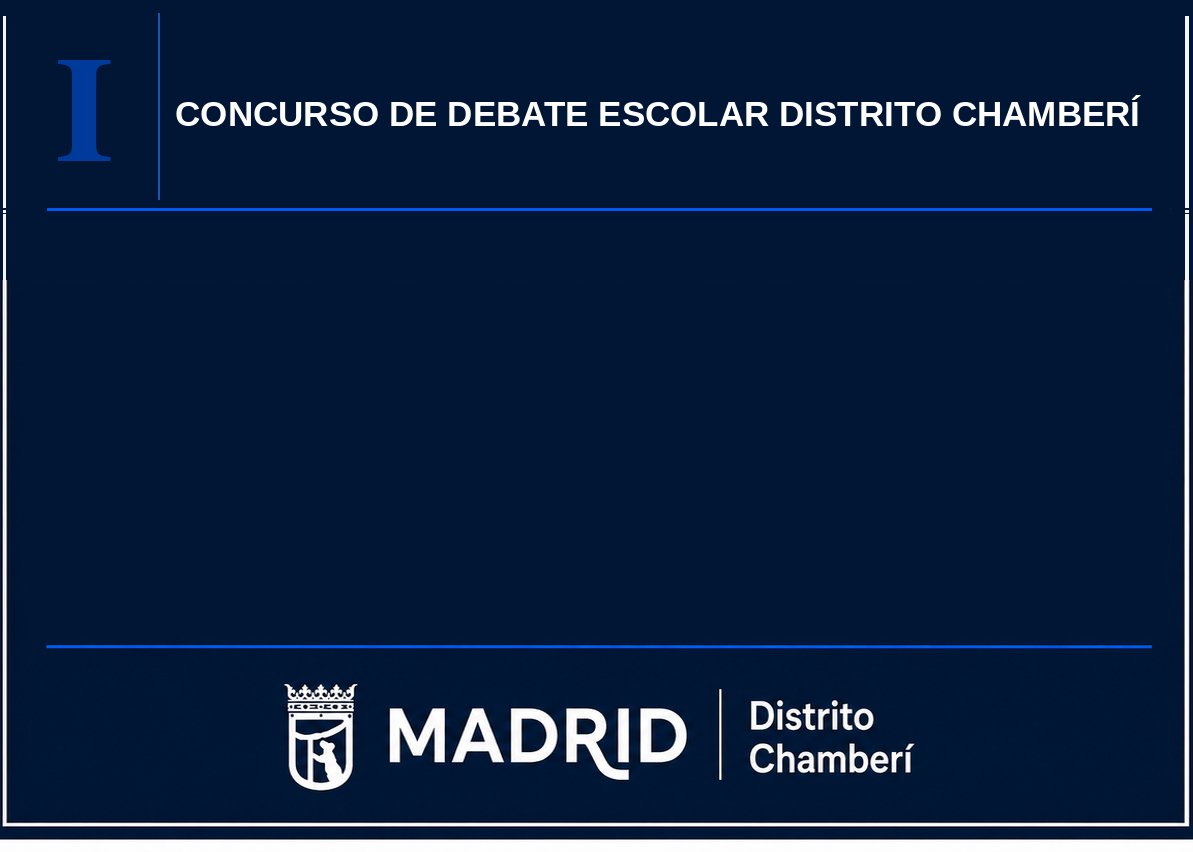 I
CONCURSO DE DEBATE ESCOLAR DISTRITO CHAMBERÍ
MADRID
Distrito
Chamberí